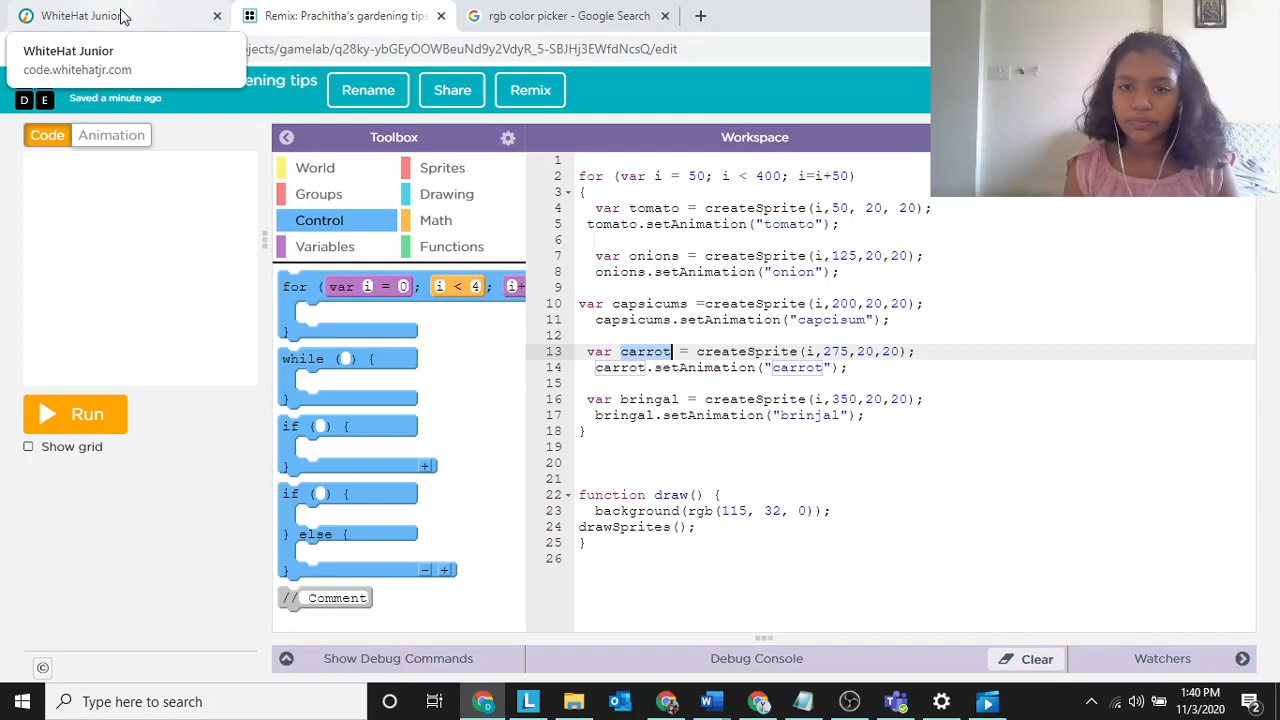 WhiteHat Junior
Remix: Prachitha's gardening tips
rgb color picker - Google Search
WhiteHat Junior
code.whitehatjr.com
ojects/gamelab/q28ky-ybGEyOOWBeuNd9y2VdyR_5-SBJHj3EWfdNcsQ/edit
ening tips
Rename
Share
Remix
D E
Saved a minute ago
Code
Animation
Toolbox
Workspace
World
Sprites
Groups
Drawing
Control
Math
Variables
Functions
for ( var i = 0 ; i < 4 ; i+
}
while ( ) {
}
if ( ) {
} +
if ( ) {
} else {
} - +
// Comment
1
2 for (var i = 50; i < 400; i=i+50)
3 {
4 var tomato = createSprite(i,50, 20, 20);
5 tomato.setAnimation("tomato");
6
7 var onions = createSprite(i,125,20,20);
8 onions.setAnimation("onion");
9
10 var capsicums =createSprite(i,200,20,20);
11 capsicums.setAnimation("capcisum");
12
13 var carrot = createSprite(i,275,20,20);
14 carrot.setAnimation("carrot");
15
16 var bringal = createSprite(i,350,20,20);
17 bringal.setAnimation("brinjal");
18 }
19
20
21
22 function draw() {
23 background(rgb(115, 32, 0));
24 drawSprites();
25 }
26
Run
Show grid
©
Show Debug Commands
Debug Console
Clear
Watchers
Type here to search
1:40 PM
11/3/2020
2